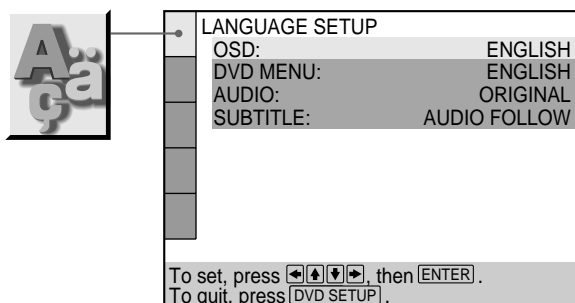 Aäç
LANGUAGE SETUP
OSD: ENGLISH
DVD MENU: ENGLISH
AUDIO: ORIGINAL
SUBTITLE: AUDIO FOLLOW
To set, press ←↑↓→, then ENTER.
To quit, press DVD SETUP.